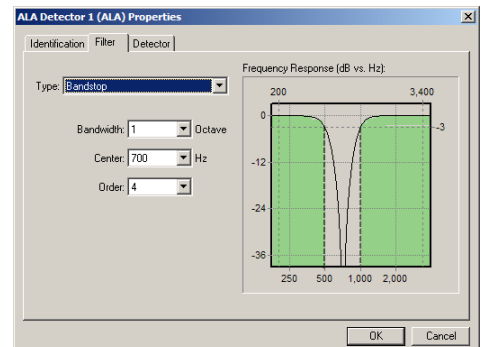 ALA Detector 1 (ALA) Properties
Identification Filter Detector
Type: Bandstop
Bandwidth: 1 Octave
Center: 700 Hz
Order: 4
Frequency Response (dB vs. Hz):
200 3,400
0 -3
-12
-24
-36
250 500 1,000 2,000
OK Cancel